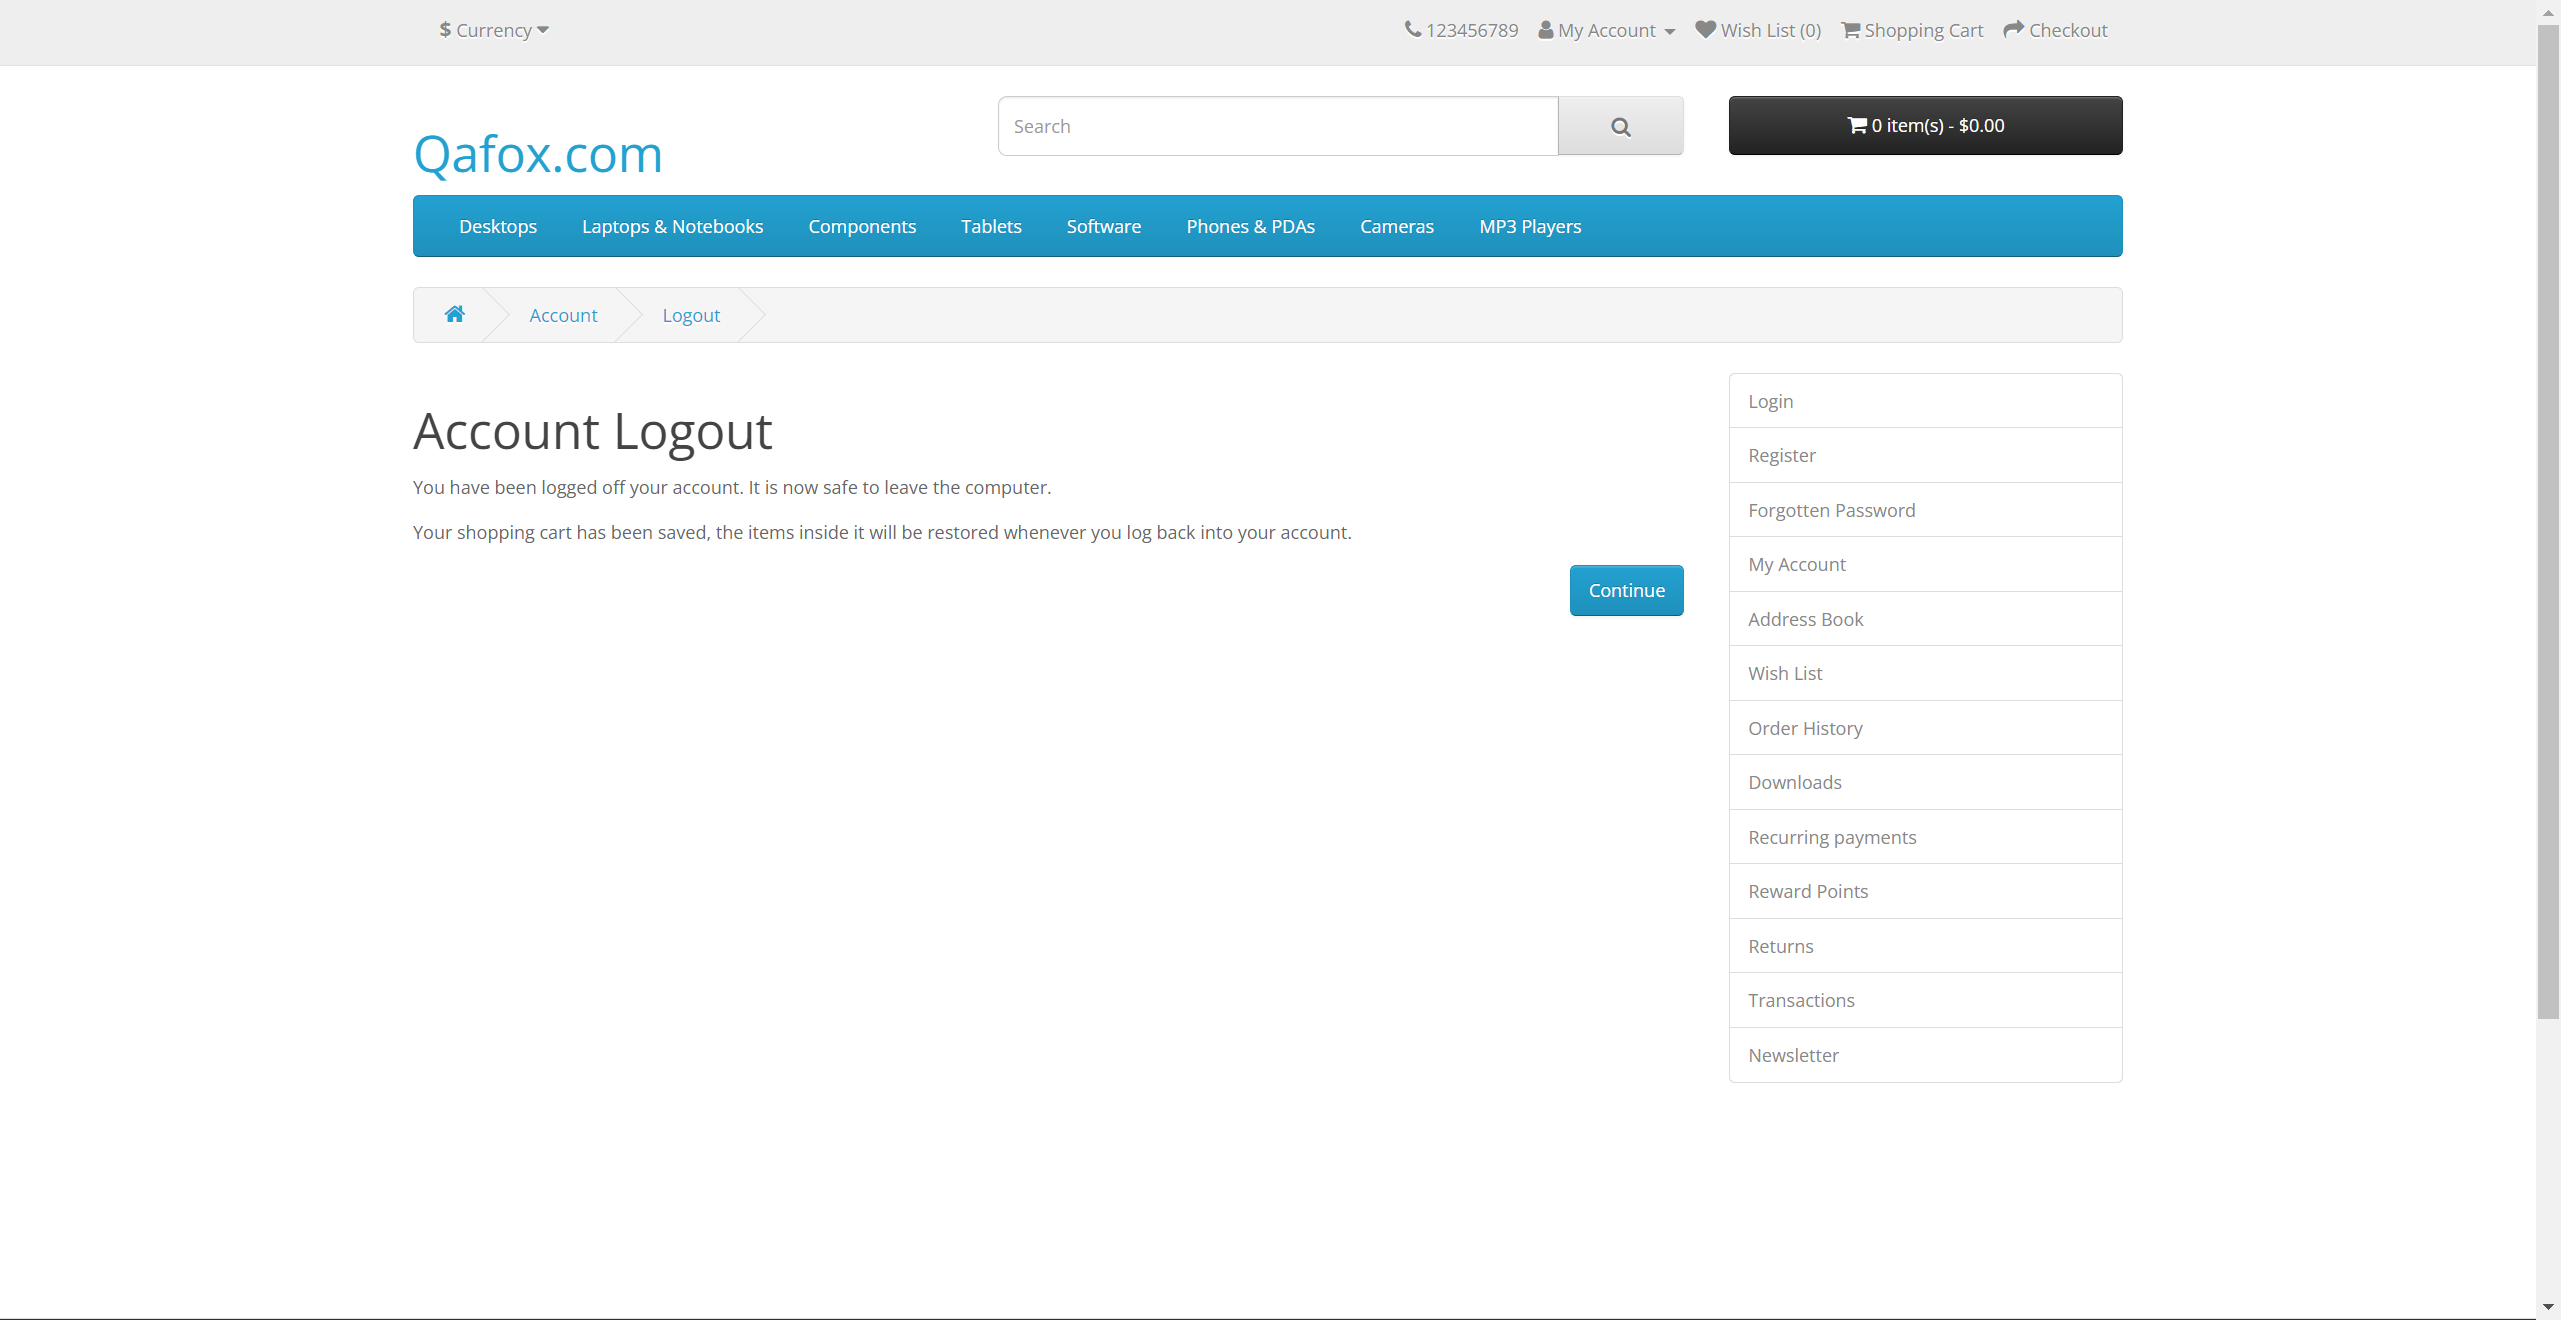 $ Currency
123456789 My Account Wish List (0) Shopping Cart Checkout
Qafox.com
Search
0 item(s) - $0.00
Desktops Laptops & Notebooks Components Tablets Software Phones & PDAs Cameras MP3 Players
Account Logout
Account Logout
You have been logged off your account. It is now safe to leave the computer.
Your shopping cart has been saved, the items inside it will be restored whenever you log back into your account.
Continue
Login
Register
Forgotten Password
My Account
Address Book
Wish List
Order History
Downloads
Recurring payments
Reward Points
Returns
Transactions
Newsletter